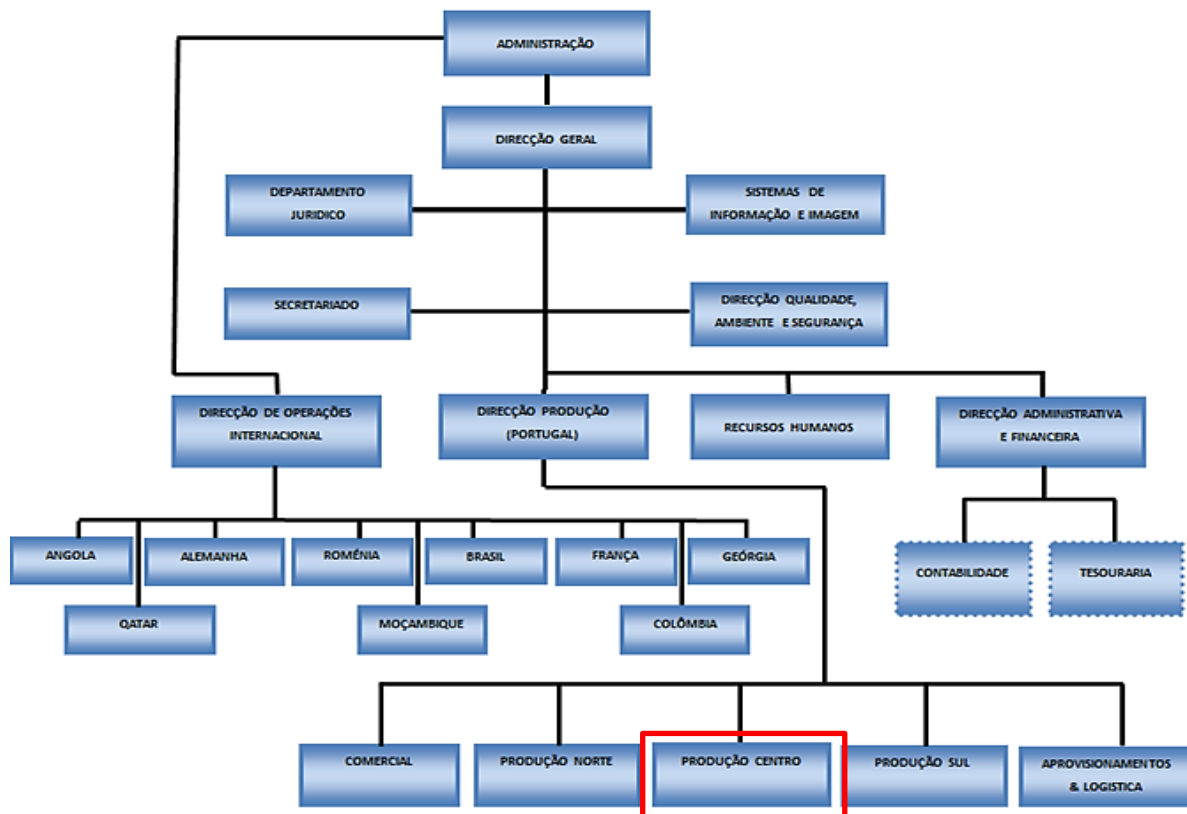 ADMINISTRAÇÃO
DIRECÇÃO GERAL
DEPARTAMENTO
JURIDICO
SISTEMAS DE
INFORMAÇÃO E IMAGEM
SECRETARIADO
DIRECÇÃO QUALIDADE,
AMBIENTE E SEGURANÇA
DIRECÇÃO DE OPERAÇÕES
INTERNACIONAL
DIRECÇÃO PRODUÇÃO
(PORTUGAL)
RECURSOS HUMANOS
DIRECÇÃO ADMINISTRATIVA
E FINANCEIRA
ANGOLA
ALEMANHA
ROMÉNIA
BRASIL
FRANÇA
GEÓRGIA
QATAR
MOÇAMBIQUE
COLÔMBIA
CONTABILIDADE
TESOURARIA
COMERCIAL
PRODUÇÃO NORTE
PRODUÇÃO CENTRO
PRODUÇÃO SUL
APROVISIONAMENTOS
& LOGISTICA